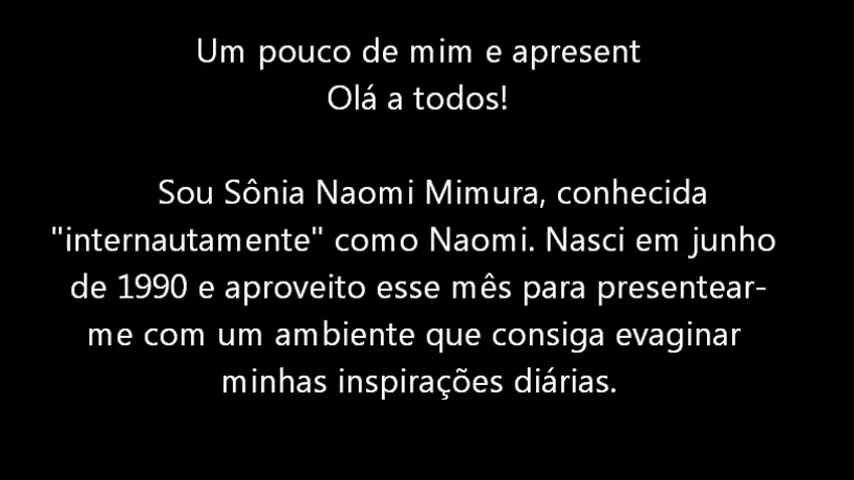 Um pouco de mim e apresent
Olá a todos!
Sou Sônia Naomi Mimura, conhecida
"internautamente" como Naomi. Nasci em junho
de 1990 e aproveito esse mês para presentear-
me com um ambiente que consiga evaginar
minhas inspirações diárias.